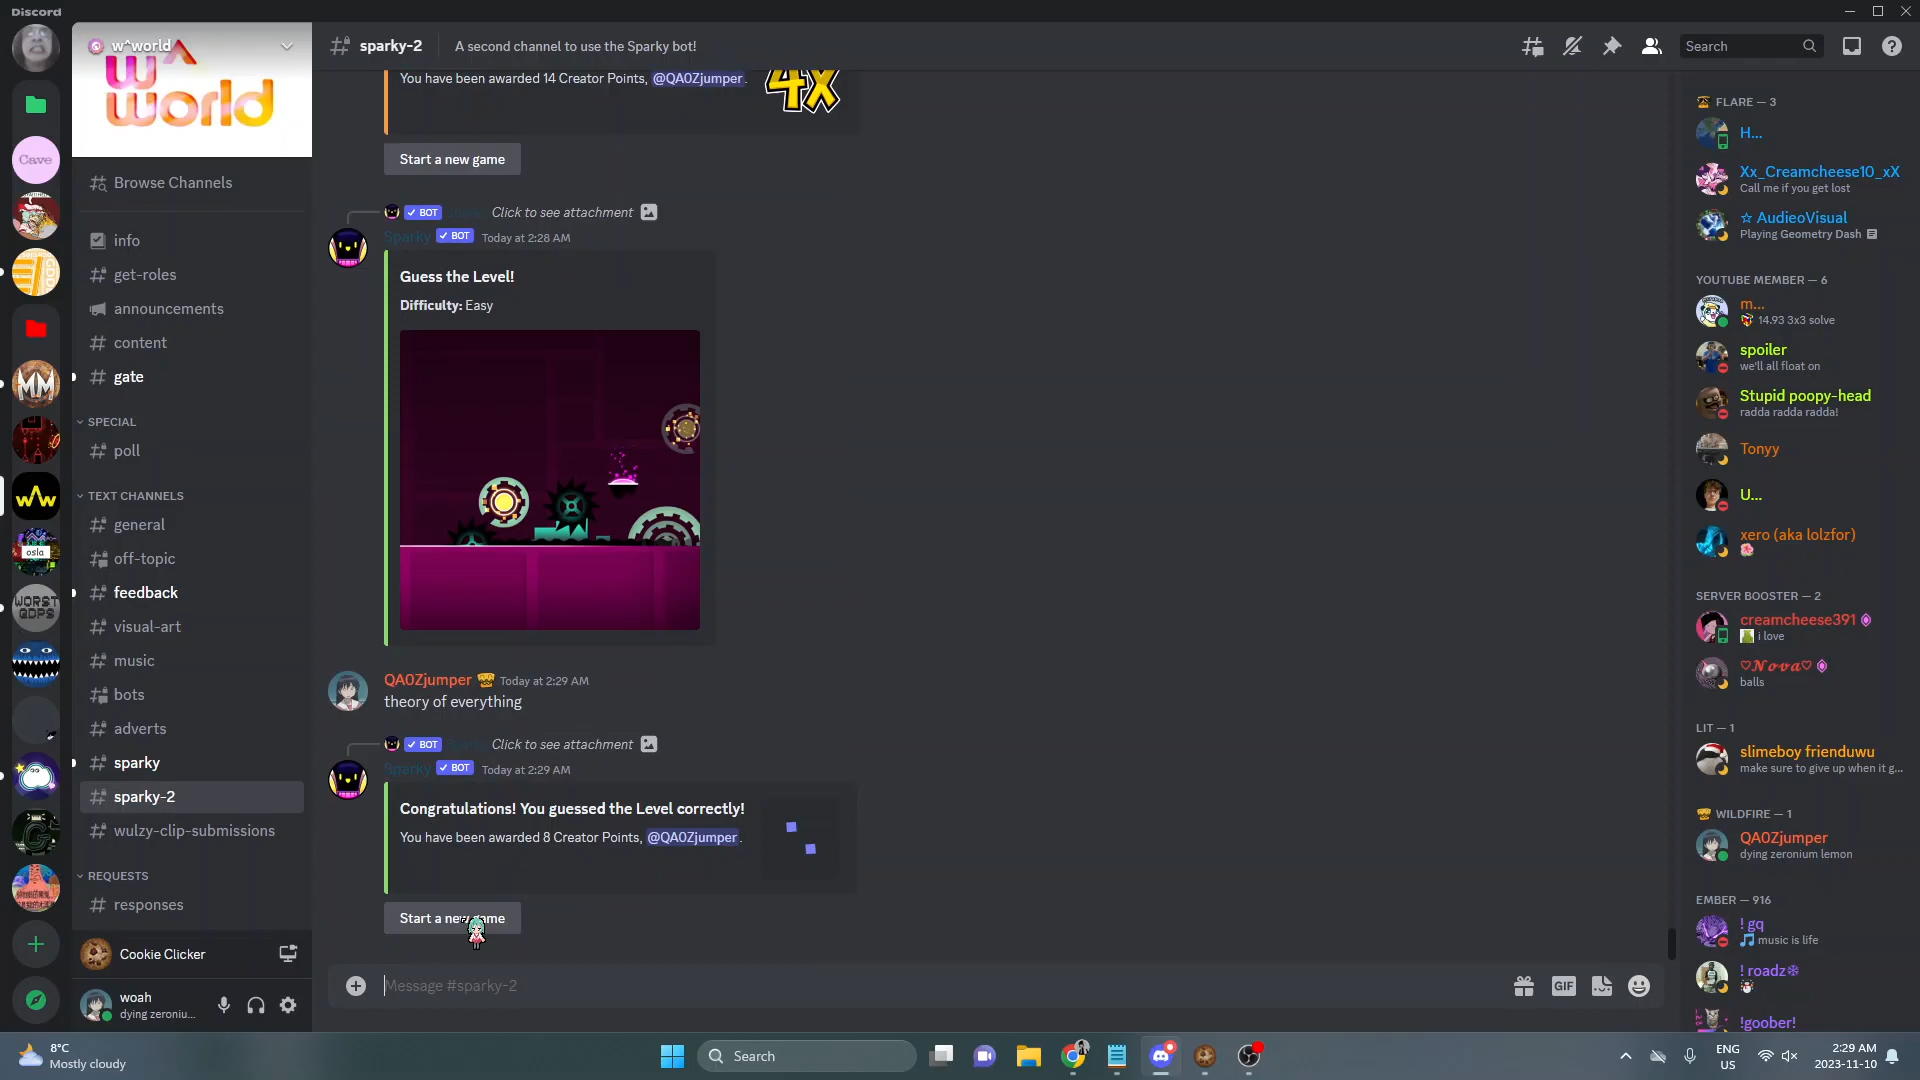 Discord
w^world
w^
world
Browse Channels
info
get-roles
announcements
content
gate
SPECIAL
poll
TEXT CHANNELS
general
off-topic
feedback
visual-art
music
bots
adverts
sparky
sparky-2
wulzy-clip-submissions
REQUESTS
responses
Cookie Clicker
woah
dying zeroniu...
Cave
GDDP
MM
osla
WORST
GDPS
sparky-2
A second channel to use the Sparky bot!
Search
You have been awarded 14 Creator Points, @QA0Zjumper.
4X
Start a new game
BOT Sparky Click to see attachment
Sparky BOT Today at 2:28 AM
Guess the Level!
Difficulty: Easy
QA0Zjumper Today at 2:29 AM
theory of everything
BOT Sparky Click to see attachment
Sparky BOT Today at 2:29 AM
Congratulations! You guessed the Level correctly!
You have been awarded 8 Creator Points, @QA0Zjumper.
Start a new game
Message #sparky-2
GIF
FLARE — 3
H...
Xx_Creamcheese10_xX
Call me if you get lost
☆ AudieoVisual
Playing Geometry Dash
YOUTUBE MEMBER — 6
m...
14.93 3x3 solve
spoiler
we'll all float on
Stupid poopy-head
radda radda radda!
Tonyy
U...
xero (aka lolzfor)
SERVER BOOSTER — 2
creamcheese391
i love
♡𝓝𝓸𝓿𝓪♡
balls
LIT — 1
slimeboy frienduwu
make sure to give up when it g...
WILDFIRE — 1
QA0Zjumper
dying zeronium lemon
EMBER — 916
! gq
music is life
! roadz❄
!goober!
8°C
Mostly cloudy
Search
ENG
US
2:29 AM
2023-11-10